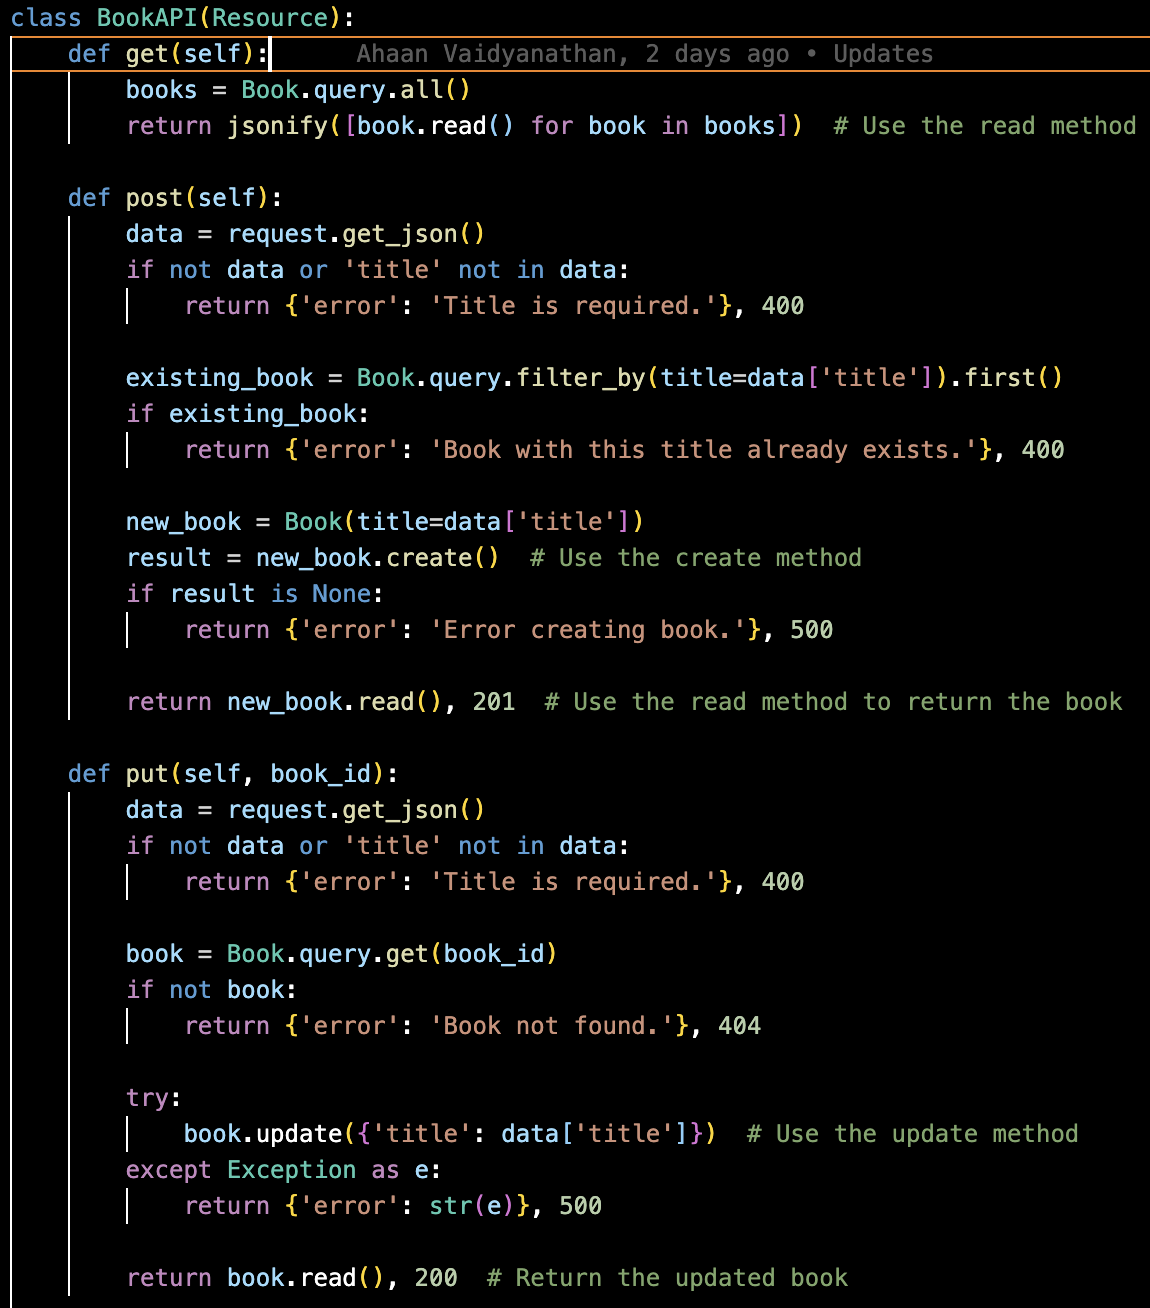 class BookAPI(Resource):
    def get(self):      Ahaan Vaidyanathan, 2 days ago • Updates
        books = Book.query.all()
        return jsonify([book.read() for book in books])  # Use the read method

    def post(self):
        data = request.get_json()
        if not data or 'title' not in data:
            return {'error': 'Title is required.'}, 400

        existing_book = Book.query.filter_by(title=data['title']).first()
        if existing_book:
            return {'error': 'Book with this title already exists.'}, 400

        new_book = Book(title=data['title'])
        result = new_book.create()  # Use the create method
        if result is None:
            return {'error': 'Error creating book.'}, 500

        return new_book.read(), 201  # Use the read method to return the book

    def put(self, book_id):
        data = request.get_json()
        if not data or 'title' not in data:
            return {'error': 'Title is required.'}, 400

        book = Book.query.get(book_id)
        if not book:
            return {'error': 'Book not found.'}, 404

        try:
            book.update({'title': data['title']})  # Use the update method
        except Exception as e:
            return {'error': str(e)}, 500

        return book.read(), 200  # Return the updated book